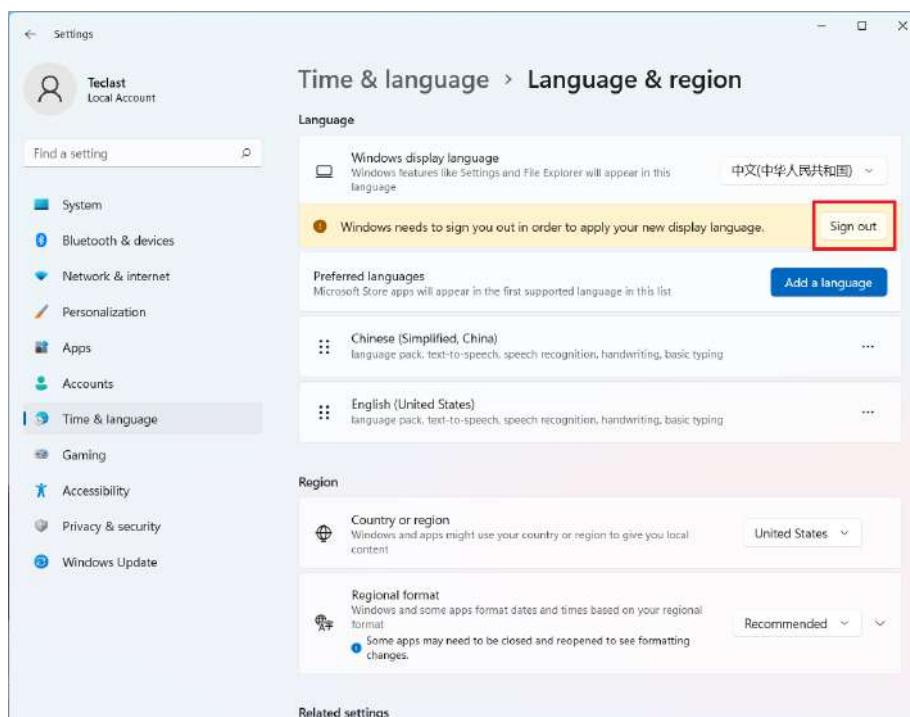 Settings
Teclast
Local Account
Find a setting
System
Bluetooth & devices
Network & internet
Personalization
Apps
Accounts
Time & language
Gaming
Accessibility
Privacy & security
Windows Update
Time & language › Language & region
Language
Windows display language
Windows features like Settings and File Explorer will appear in this
language
中文(中华人民共和国)
Windows needs to sign you out in order to apply your new display language.
Sign out
Preferred languages
Microsoft Store apps will appear in the first supported language in this list
Add a language
Chinese (Simplified, China)
language pack, text-to-speech, speech recognition, handwriting, basic typing
English (United States)
language pack, text-to-speech, speech recognition, handwriting, basic typing
Region
Country or region
Windows and apps might use your country or region to give you local
content
United States
Regional format
Windows and some apps format dates and times based on your regional
format
Some apps may need to be closed and reopened to see formatting
changes.
Recommended
Related settings